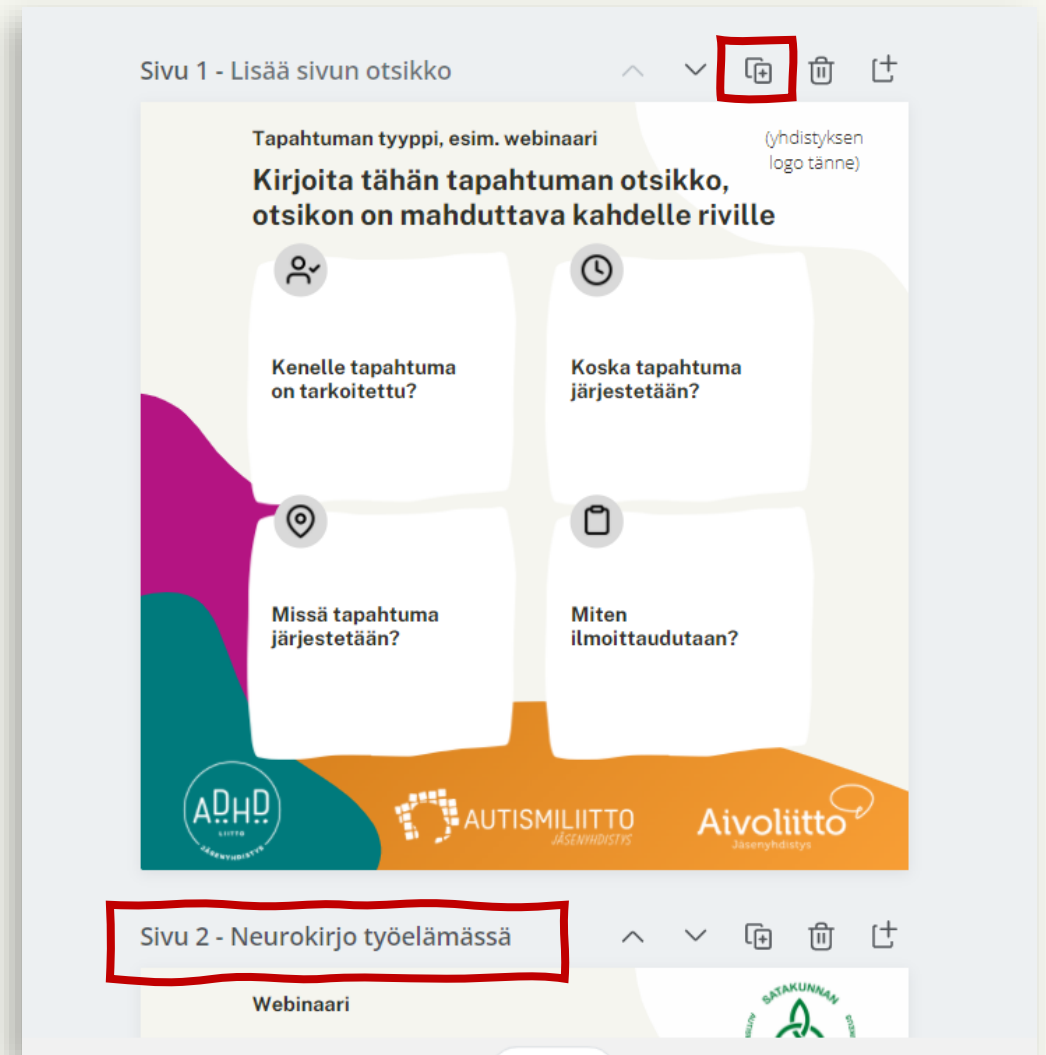 Sivu 1 - Lisää sivun otsikko
Tapahtuman tyyppi, esim. webinaari
(yhdistyksen
logo tänne)
Kirjoita tähän tapahtuman otsikko,
otsikon on mahduttava kahdelle riville
Kenelle tapahtuma
on tarkoitettu?
Koska tapahtuma
järjestetään?
Missä tapahtuma
järjestetään?
Miten
ilmoittaudutaan?
ADHD
LIITTO
JÄSENYHDISTYS
AUTISMILIITTO
JÄSENYHDISTYS
Aivoliitto
Jäsenyhdistys
Sivu 2 - Neurokirjo työelämässä
Webinaari
SATAKUNNAN